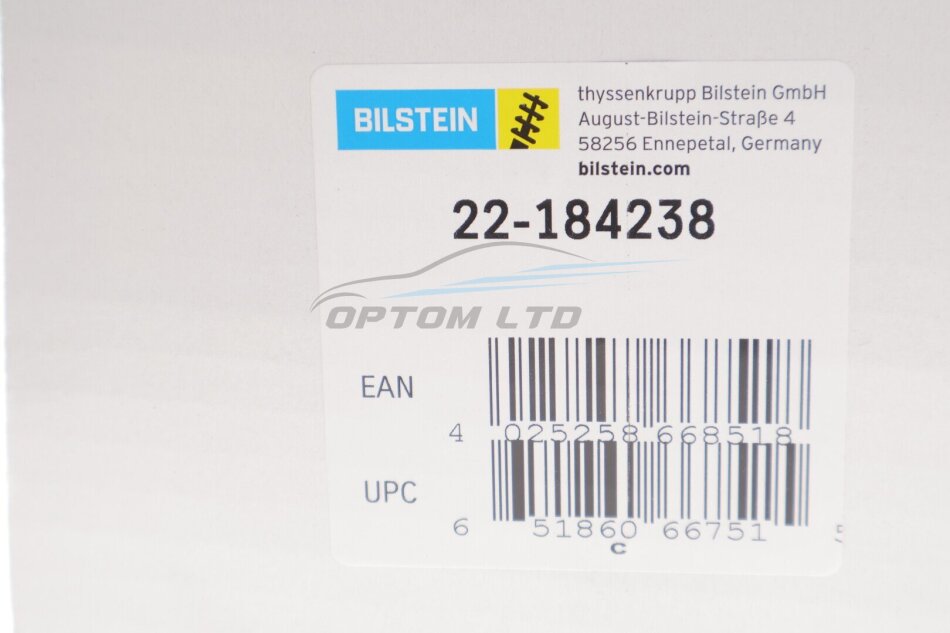 BILSTEIN
thyssenkrupp Bilstein GmbH
August-Bilstein-Straße 4
58256 Ennepetal, Germany
bilstein.com
22-184238
OPTOM LTD
EAN
4 025258 668518
UPC
6 51860 66751 5
c